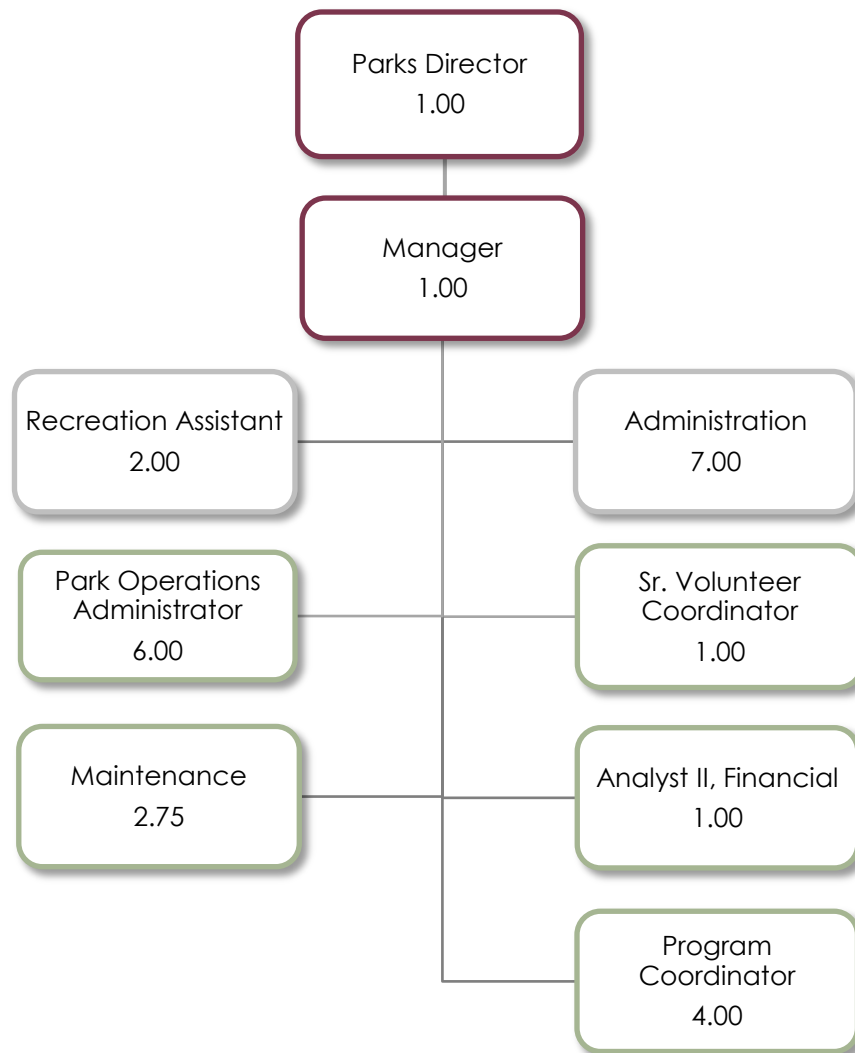 Parks Director
1.00
Manager
1.00
Recreation Assistant
2.00
Administration
7.00
Park Operations
Administrator
6.00
Sr. Volunteer
Coordinator
1.00
Maintenance
2.75
Analyst II, Financial
1.00
Program
Coordinator
4.00